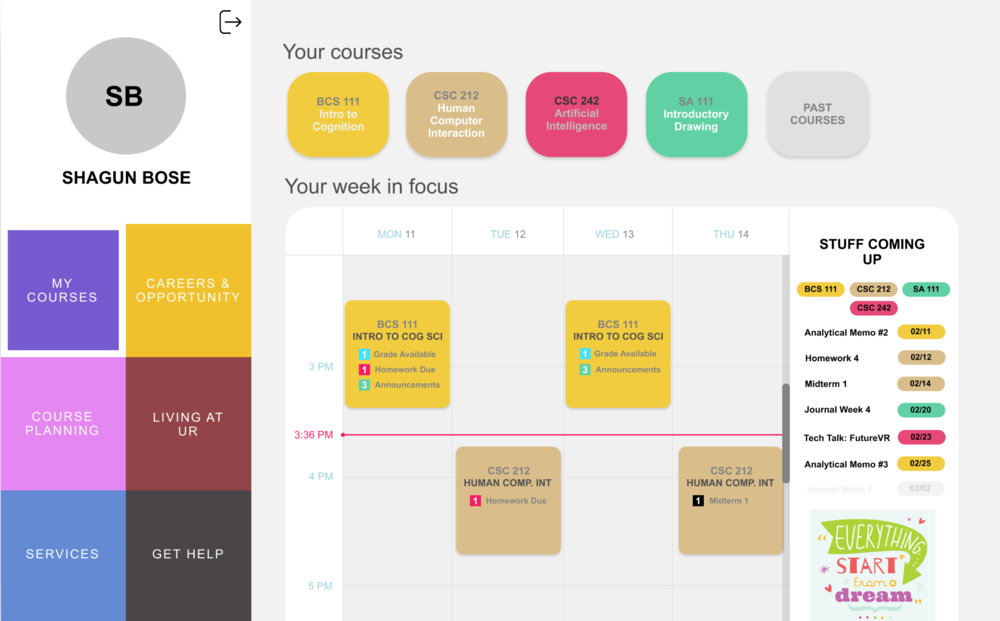 SB
SHAGUN BOSE
MY
COURSES
CAREERS &
OPPORTUNITY
COURSE
PLANNING
LIVING AT
UR
SERVICES
GET HELP
Your courses
BCS 111
Intro to
Cognition
CSC 212
Human
Computer
Interaction
CSC 242
Artificial
Intelligence
SA 111
Introductory
Drawing
PAST
COURSES
Your week in focus
MON 11
TUE 12
WED 13
THU 14
3 PM
3:36 PM
4 PM
5 PM
BCS 111
INTRO TO COG SCI
1 Grade Available
1 Homework Due
3 Announcements
CSC 212
HUMAN COMP. INT
1 Homework Due
BCS 111
INTRO TO COG SCI
1 Grade Available
3 Announcements
CSC 212
HUMAN COMP. INT
1 Midterm 1
STUFF COMING
UP
BCS 111 CSC 212 SA 111
CSC 242
Analytical Memo #2 02/11
Homework 4 02/12
Midterm 1 02/14
Journal Week 4 02/20
Tech Talk: FutureVR 02/23
Analytical Memo #3 02/25
Journal Week 7 03/02
“EVERYTHING
START
from a
dream”